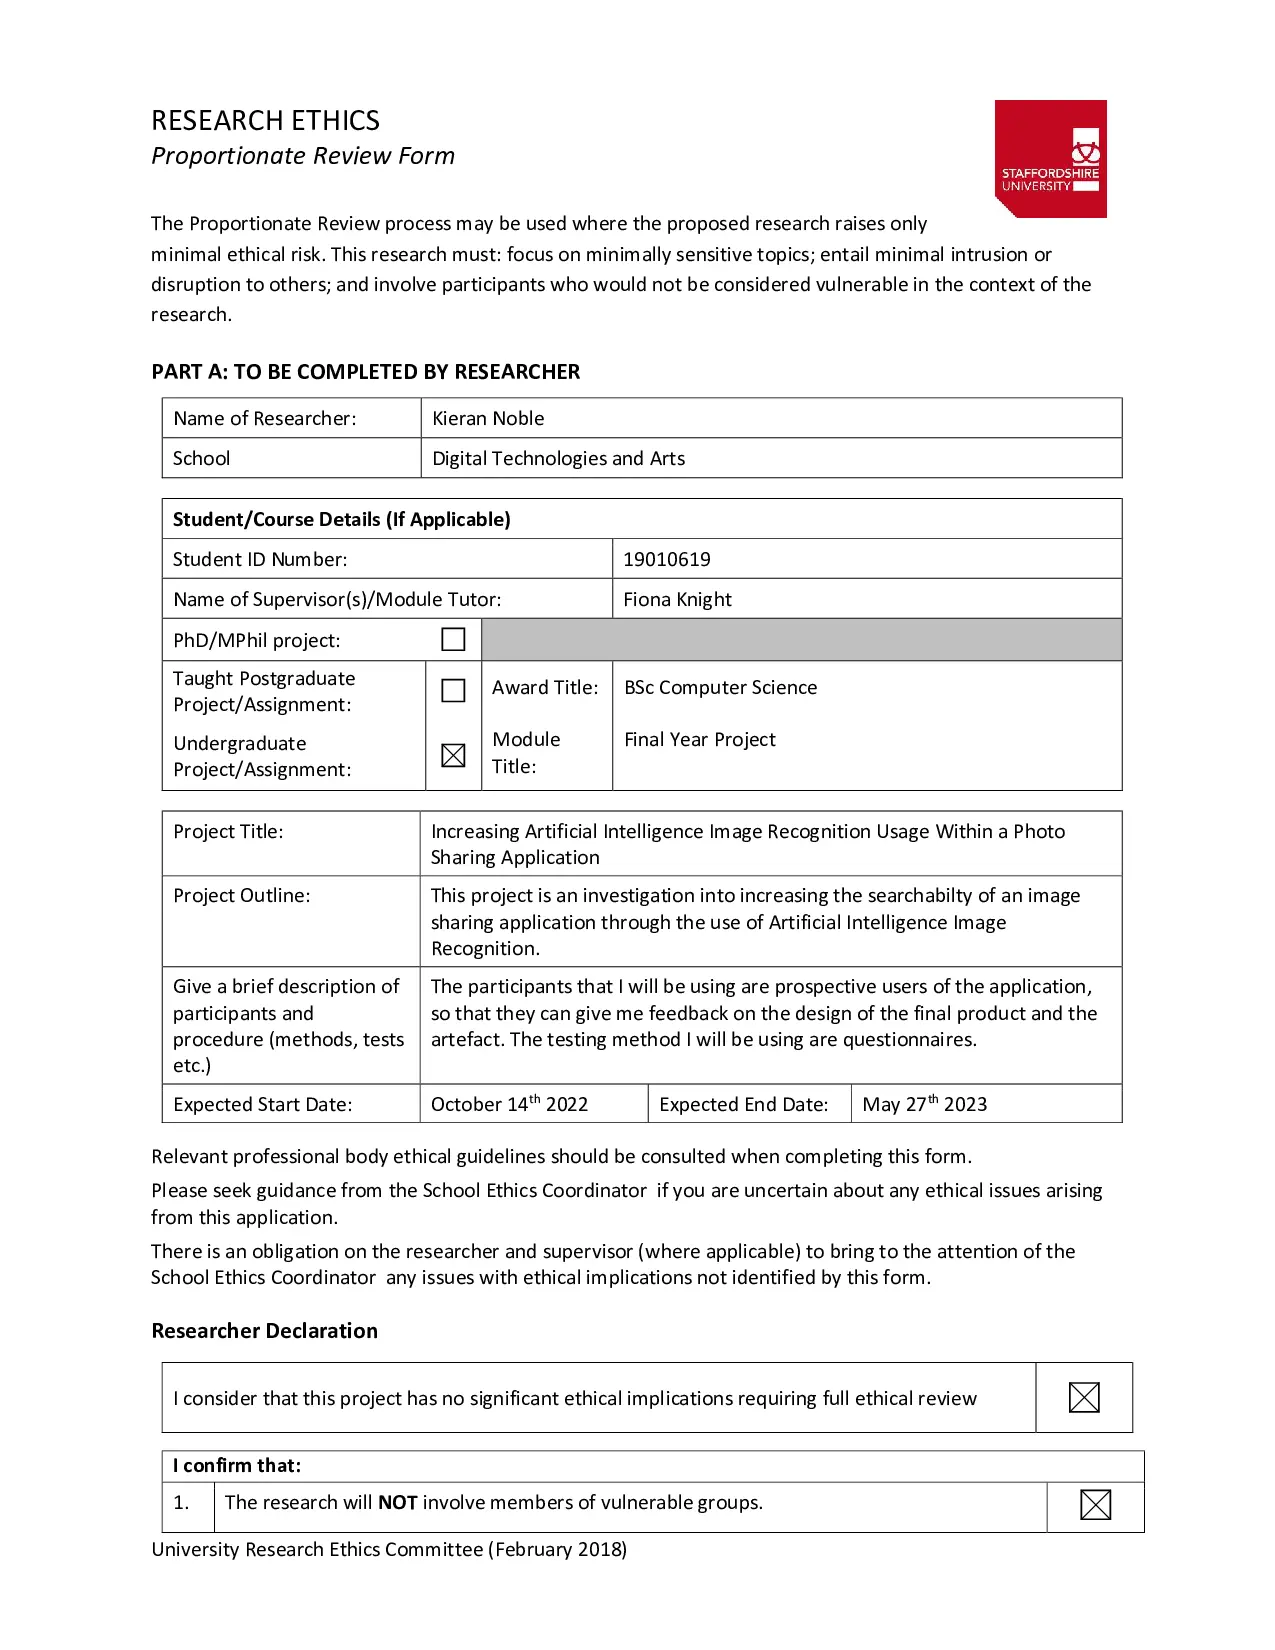 RESEARCH ETHICS
Proportionate Review Form
STAFFORDSHIRE
UNIVERSITY
The Proportionate Review process may be used where the proposed research raises only
minimal ethical risk. This research must: focus on minimally sensitive topics; entail minimal intrusion or
disruption to others; and involve participants who would not be considered vulnerable in the context of the
research.
PART A: TO BE COMPLETED BY RESEARCHER
Name of Researcher: Kieran Noble
School Digital Technologies and Arts
Student/Course Details (If Applicable)
Student ID Number: 19010619
Name of Supervisor(s)/Module Tutor: Fiona Knight
PhD/MPhil project: ☐
Taught Postgraduate
Project/Assignment:
☐ Award Title: BSc Computer Science
Undergraduate
Project/Assignment:
☒ Module
Title:
Final Year Project
Project Title: Increasing Artificial Intelligence Image Recognition Usage Within a Photo
Sharing Application
Project Outline: This project is an investigation into increasing the searchabilty of an image
sharing application through the use of Artificial Intelligence Image
Recognition.
Give a brief description of
participants and
procedure (methods, tests
etc.)
The participants that I will be using are prospective users of the application,
so that they can give me feedback on the design of the final product and the
artefact. The testing method I will be using are questionnaires.
Expected Start Date: October 14th 2022 Expected End Date: May 27th 2023
Relevant professional body ethical guidelines should be consulted when completing this form.
Please seek guidance from the School Ethics Coordinator  if you are uncertain about any ethical issues arising
from this application.
There is an obligation on the researcher and supervisor (where applicable) to bring to the attention of the
School Ethics Coordinator  any issues with ethical implications not identified by this form.
Researcher Declaration
I consider that this project has no significant ethical implications requiring full ethical review ☒
I confirm that:
1. The research will NOT involve members of vulnerable groups. ☒
University Research Ethics Committee (February 2018)